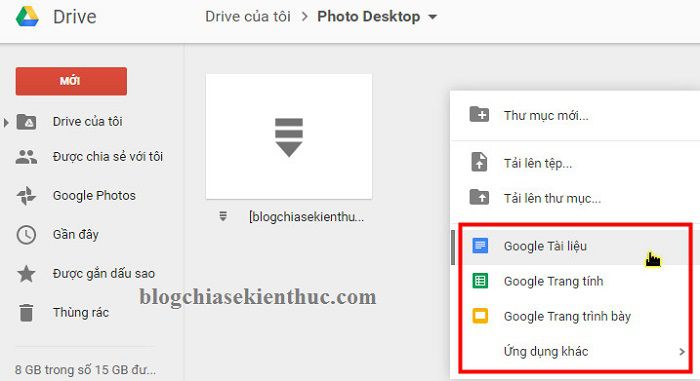 Drive
Drive của tôi > Photo Desktop
MỚI
Drive của tôi
Được chia sẻ với tôi
Google Photos
Gần đây
Được gắn dấu sao
Thùng rác
8 GB trong số 15 GB đư...
[blogchiasekienthu...
blogchiasekienthuc.com
Thư mục mới...
Tải lên tệp...
Tải lên thư mục...
Google Tài liệu
Google Trang tính
Google Trang trình bày
Ứng dụng khác